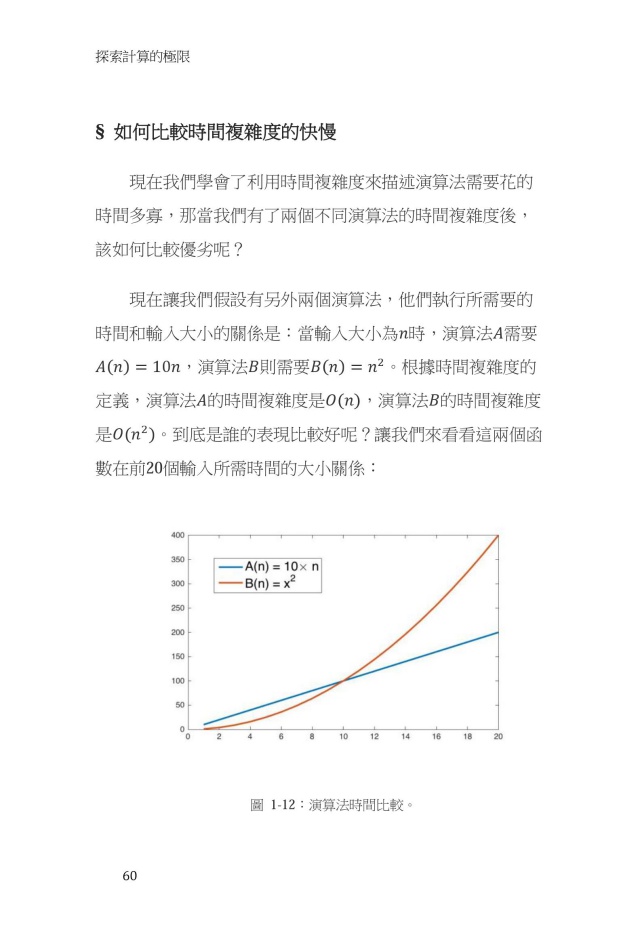 探索計算的極限
§ 如何比較時間複雜度的快慢
現在我們學會了利用時間複雜度來描述演算法需要花的
時間多寡,那當我們有了兩個不同演算法的時間複雜度後,
該如何比較優劣呢?
現在讓我們假設有另外兩個演算法,他們執行所需要的
時間和輸入大小的關係是:當輸入大小為n時,演算法A需要
A(n) = 10n,演算法B則需要B(n) = n²。根據時間複雜度的
定義,演算法A的時間複雜度是O(n),演算法B的時間複雜度
是O(n²)。到底是誰的表現比較好呢?讓我們來看看這兩個函
數在前20個輸入所需時間的大小關係:
400
350
300
250
200
150
100
50
0
A(n) = 10× n
B(n) = x²
0 2 4 6 8 10 12 14 16 18 20
圖 1-12:演算法時間比較。
60